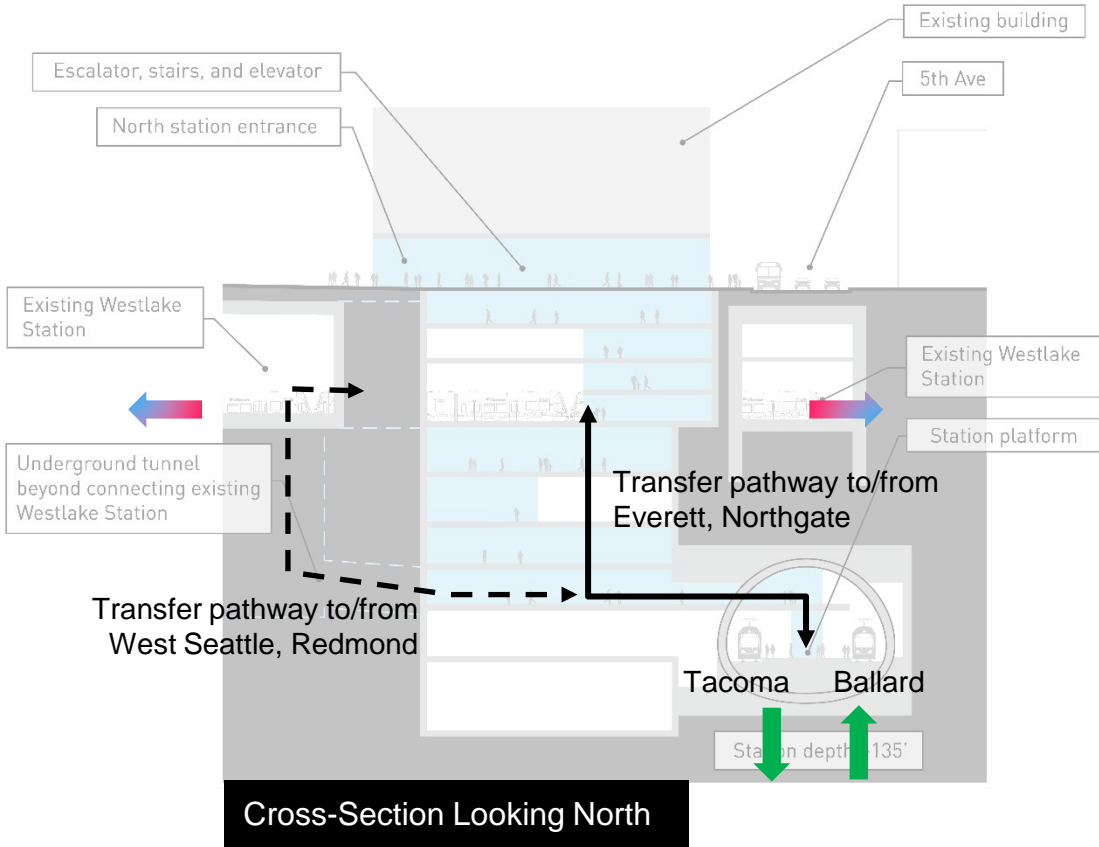 Existing building
Escalator, stairs, and elevator
5th Ave
North station entrance
Existing Westlake
Station
Existing Westlake
Station
Station platform
Underground tunnel
beyond connecting existing
Westlake Station
Transfer pathway to/from
Everett, Northgate
Transfer pathway to/from
West Seattle, Redmond
Tacoma
Ballard
depth 135'
Cross-Section Looking North